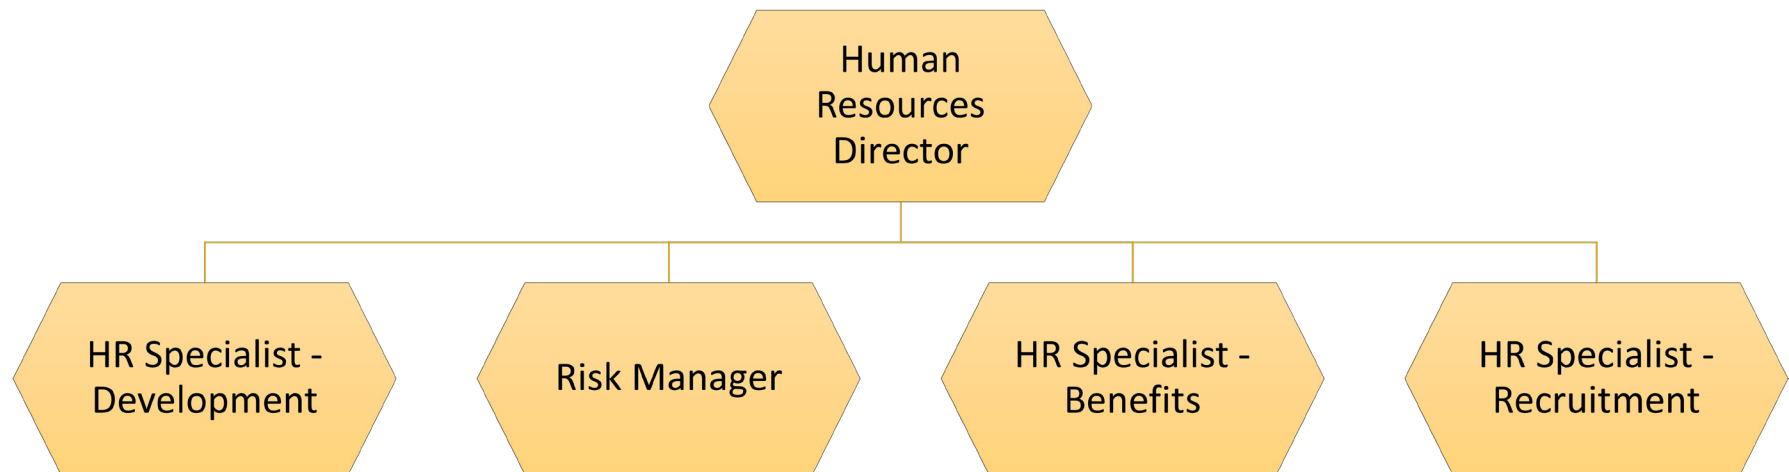 Human
Resources
Director
HR Specialist -
Development
Risk Manager
HR Specialist -
Benefits
HR Specialist -
Recruitment